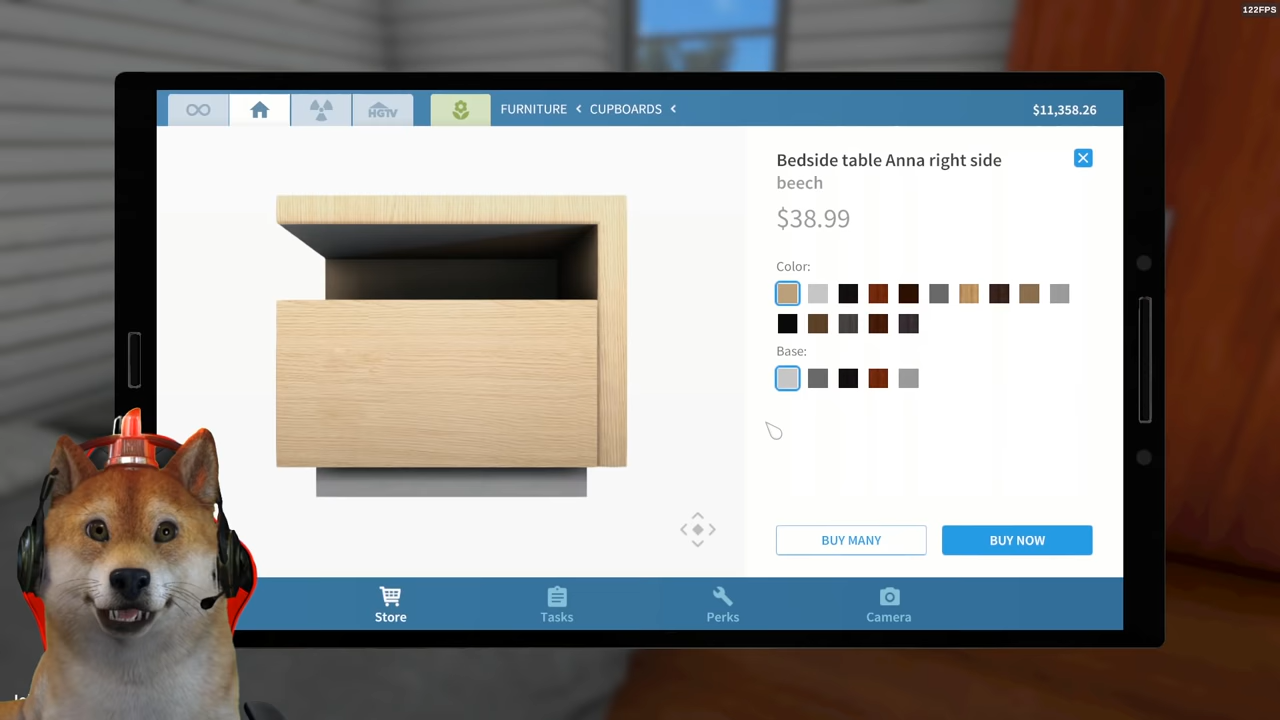 122FPS
HGTV
FURNITURE < CUPBOARDS <
$11,358.26
Bedside table Anna right side
beech
$38.99
Color:
Base:
BUY MANY
BUY NOW
Store
Tasks
Perks
Camera